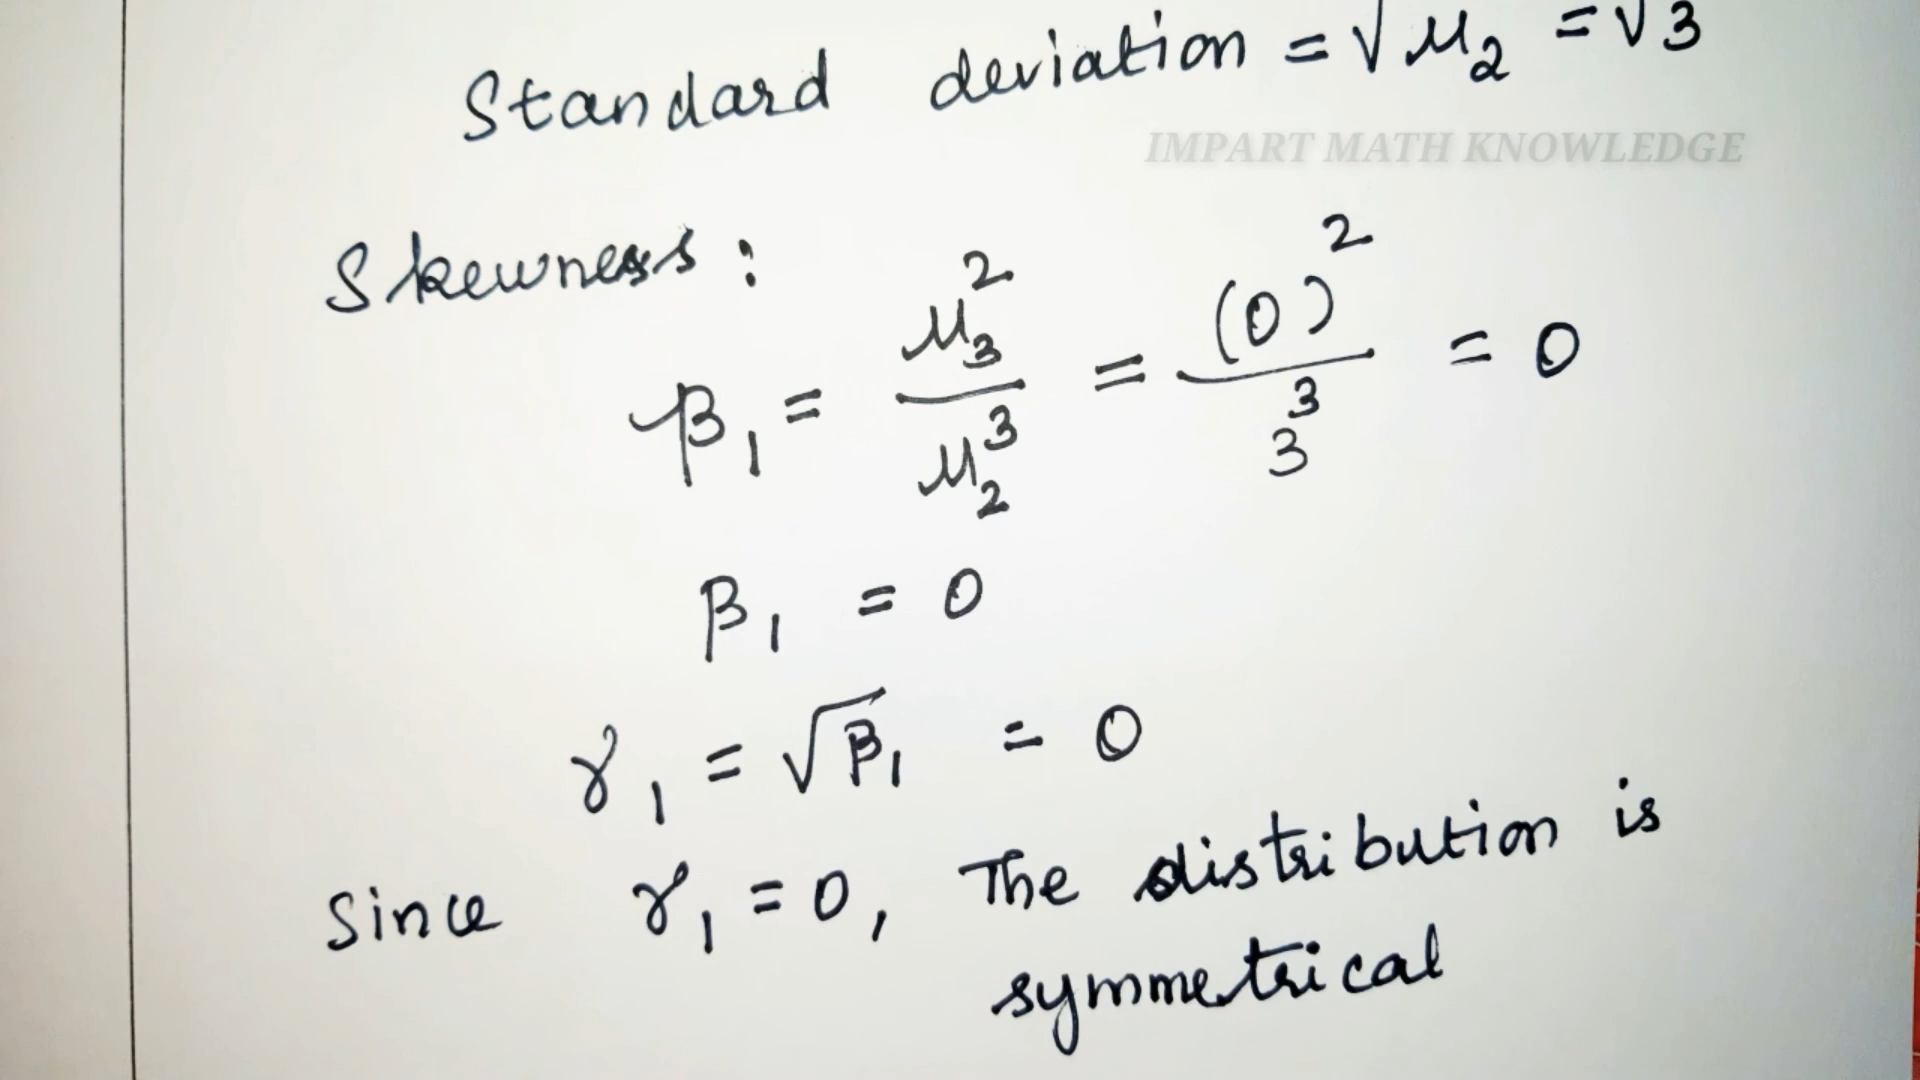 Standard deviation = √μ₂ = √3
IMPART MATH KNOWLEDGE
Skewness :
β₁ = μ₃² / μ₂³ = (0)² / 3³ = 0
β₁ = 0
γ₁ = √β₁ = 0
Since γ₁ = 0, The distribution is
symmetrical